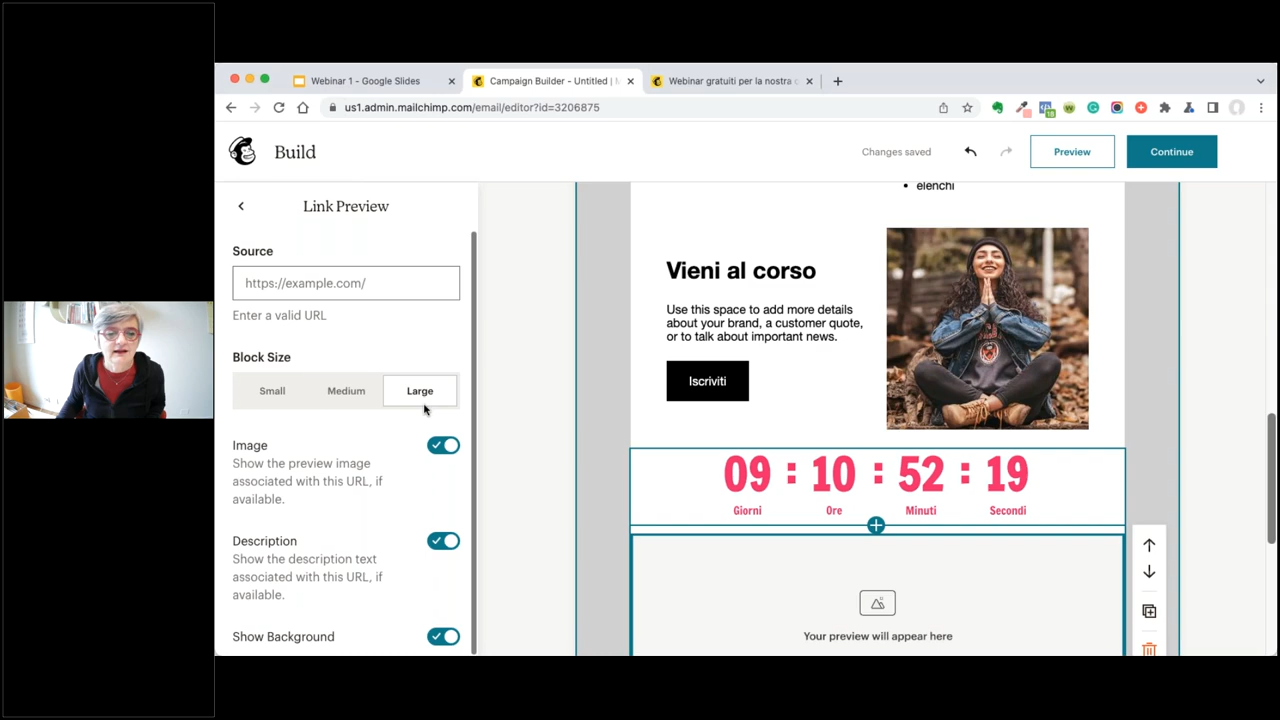 Webinar 1 - Google Slides
Campaign Builder - Untitled |
Webinar gratuiti per la nostra
us1.admin.mailchimp.com/email/editor?id=3206875
18
Build
Changes saved
Preview
Continue
Link Preview
Source
https://example.com/
Enter a valid URL
Block Size
Small
Medium
Large
Image
Show the preview image
associated with this URL, if
available.
Description
Show the description text
associated with this URL, if
available.
Show Background
• elenchi
Vieni al corso
Use this space to add more details
about your brand, a customer quote,
or to talk about important news.
Iscriviti
09 : 10 : 52 : 19
Giorni Ore Minuti Secondi
Your preview will appear here